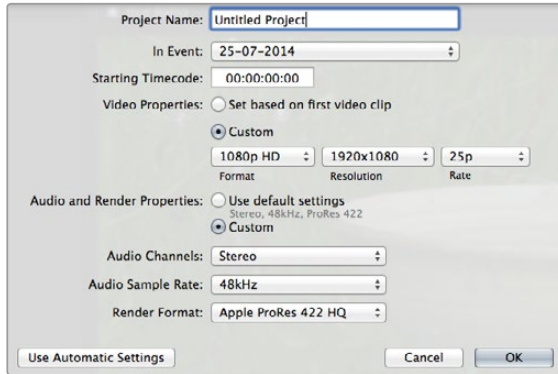 Project Name: Untitled Project
In Event: 25-07-2014
Starting Timecode: 00:00:00:00
Video Properties: Set based on first video clip
Custom
1080p HD 1920x1080 25p
Format Resolution Rate
Audio and Render Properties: Use default settings
Stereo, 48kHz, ProRes 422
Custom
Audio Channels: Stereo
Audio Sample Rate: 48kHz
Render Format: Apple ProRes 422 HQ
Use Automatic Settings Cancel OK